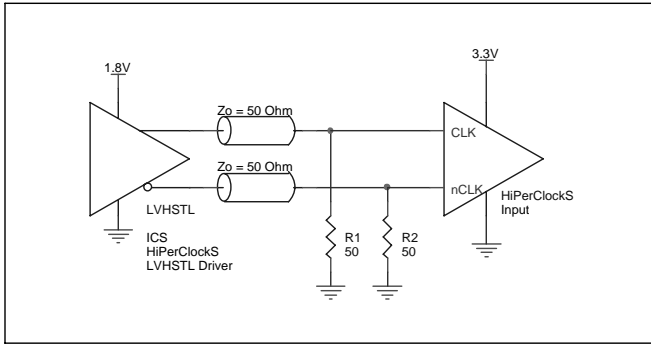 1.8V
3.3V
Zo = 50 Ohm
CLK
Zo = 50 Ohm
nCLK
HiPerClockS
Input
LVHSTL
ICS
HiPerClockS
LVHSTL Driver
R1
50
R2
50